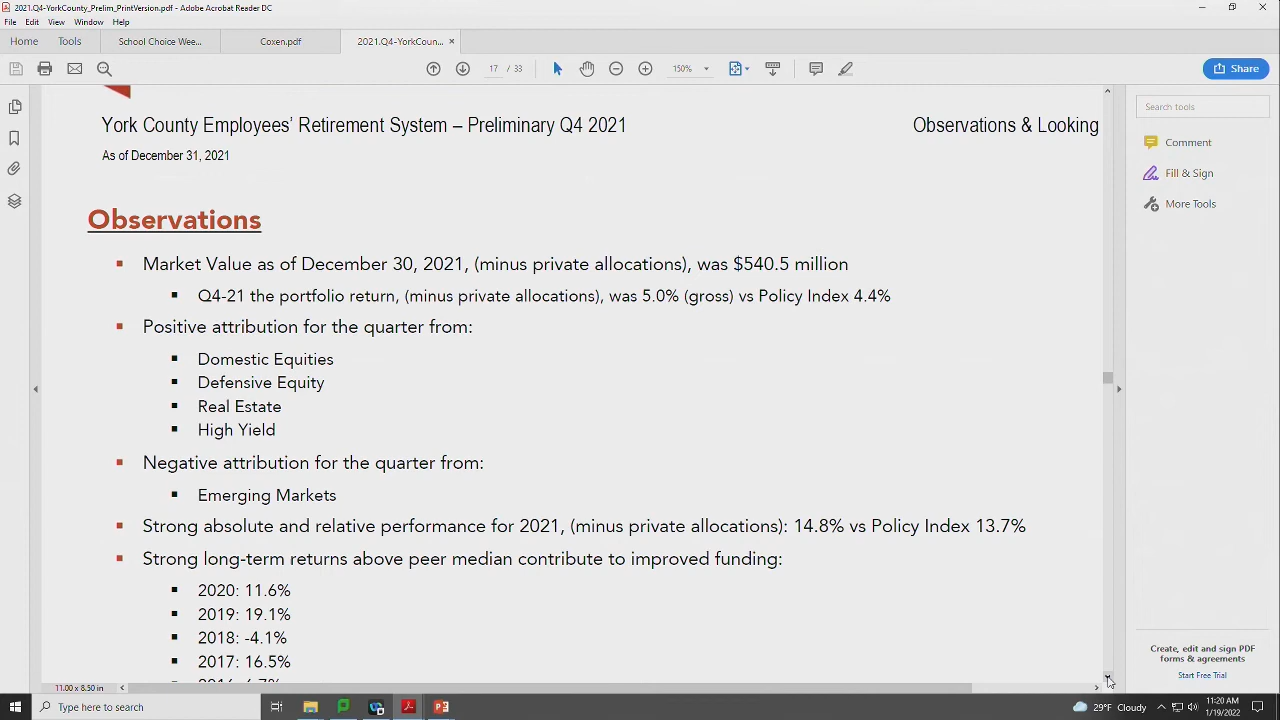 2021.Q4-YorkCounty_Prelim_PrintVersion.pdf - Adobe Acrobat Reader DC
File Edit View Window Help
Home Tools School Choice Wee... Coxen.pdf 2021.Q4-YorkCoun... ×
17 / 33 150% Share
York County Employees' Retirement System – Preliminary Q4 2021 Observations & Looking
As of December 31, 2021
Search tools
Comment
Fill & Sign
More Tools
Observations
Market Value as of December 30, 2021, (minus private allocations), was $540.5 million
Q4-21 the portfolio return, (minus private allocations), was 5.0% (gross) vs Policy Index 4.4%
Positive attribution for the quarter from:
Domestic Equities
Defensive Equity
Real Estate
High Yield
Negative attribution for the quarter from:
Emerging Markets
Strong absolute and relative performance for 2021, (minus private allocations): 14.8% vs Policy Index 13.7%
Strong long-term returns above peer median contribute to improved funding:
2020: 11.6%
2019: 19.1%
2018: -4.1%
2017: 16.5%
Create, edit and sign PDF
forms & agreements
Start Free Trial
11.00 x 8.50 in
Type here to search
29°F Cloudy
11:20 AM
1/19/2022